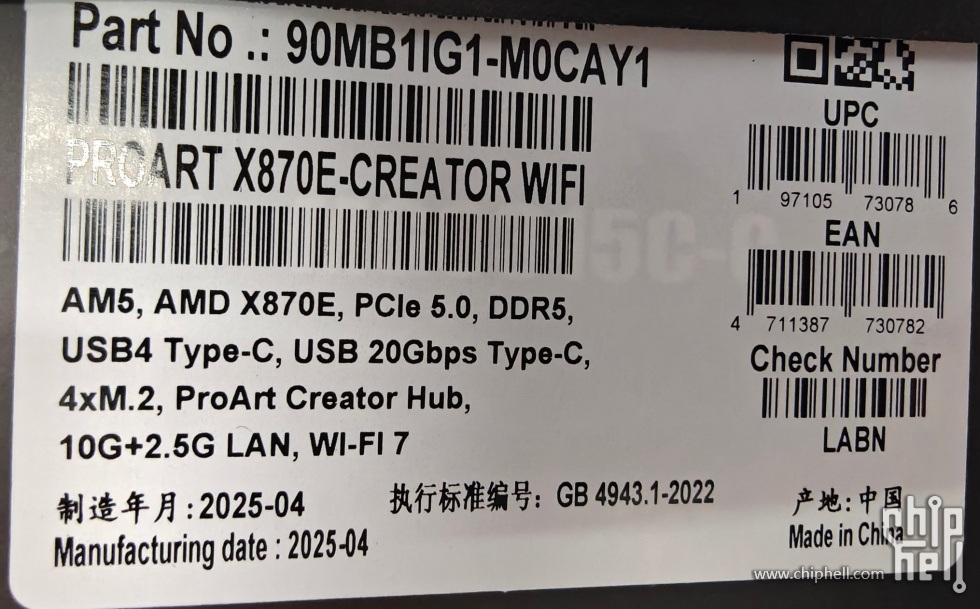 Part No .: 90MB1IG1-M0CAY1
PROART X870E-CREATOR WIFI
AM5, AMD X870E, PCIe 5.0, DDR5,
USB4 Type-C, USB 20Gbps Type-C,
4xM.2, ProArt Creator Hub,
10G+2.5G LAN, WI-FI 7
制造年月:2025-04
Manufacturing date : 2025-04
执行标准编号: GB 4943.1-2022
UPC
1 97105 73078 6
EAN
4 711387 730782
Check Number
LABN
产地:中国
Made in China
chip hell
www.chiphell.com